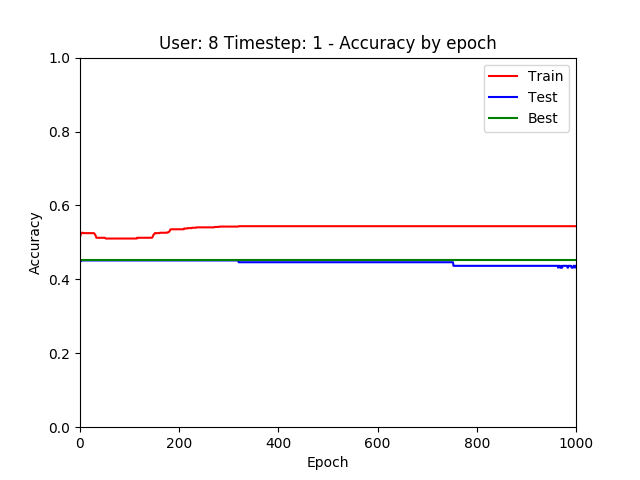 User: 8 Timestep: 1 - Accuracy by epoch
1.0
0.8
0.6
0.4
0.2
0.0
Accuracy
Train
Test
Best
0 200 400 600 800 1000
Epoch